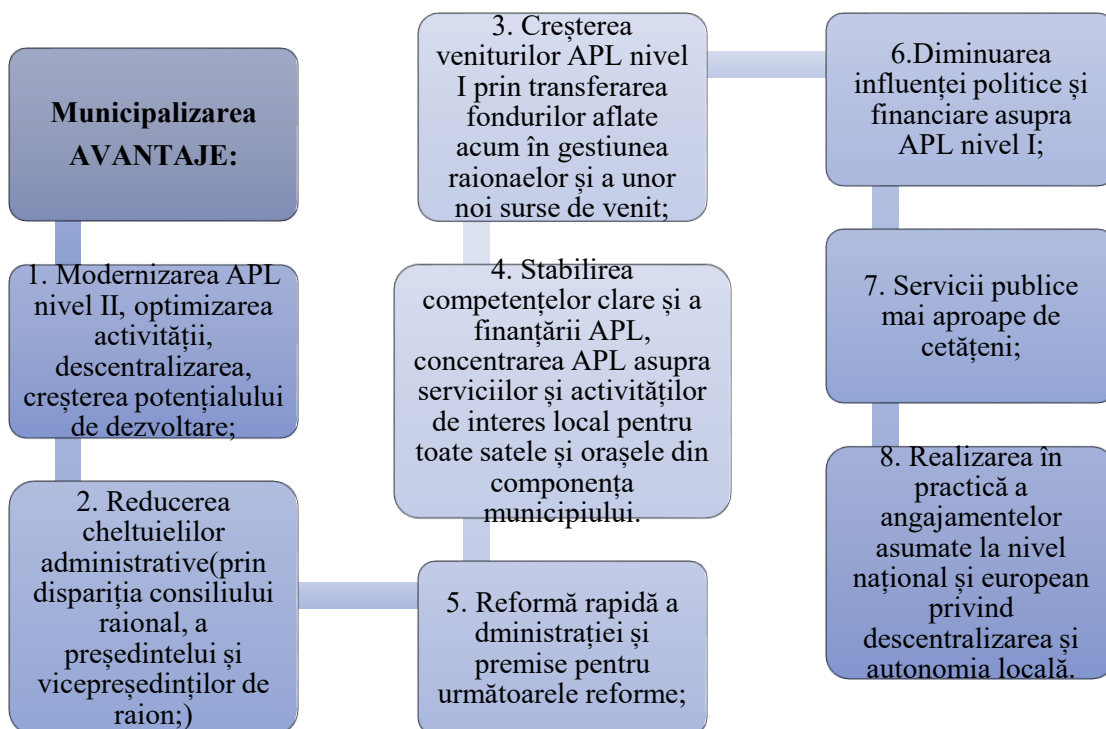 Municipalizarea
AVANTAJE:
1. Modernizarea APL
nivel II, optimizarea
activității,
descentralizarea,
creșterea potențialului
de dezvoltare;
2. Reducerea
cheltuielilor
administrative(prin
dispariția consiliului
raional, a
președintelui și
vicepreședinților de
raion;)
3. Creșterea
veniturilor APL nivel
I prin transferarea
fondurilor aflate
acum în gestiunea
raionaelor și a unor
noi surse de venit;
4. Stabilirea
competențelor clare și a
finanțării APL,
concentrarea APL asupra
serviciilor și activităților
de interes local pentru
toate satele și orașele din
componența
municipiului.
5. Reformă rapidă a
dministrației și
premise pentru
următoarele reforme;
6.Diminuarea
influenței politice și
financiare asupra
APL nivel I;
7. Servicii publice
mai aproape de
cetățeni;
8. Realizarea în
practică a
angajamentelor
asumate la nivel
național și european
privind
descentralizarea și
autonomia locală.